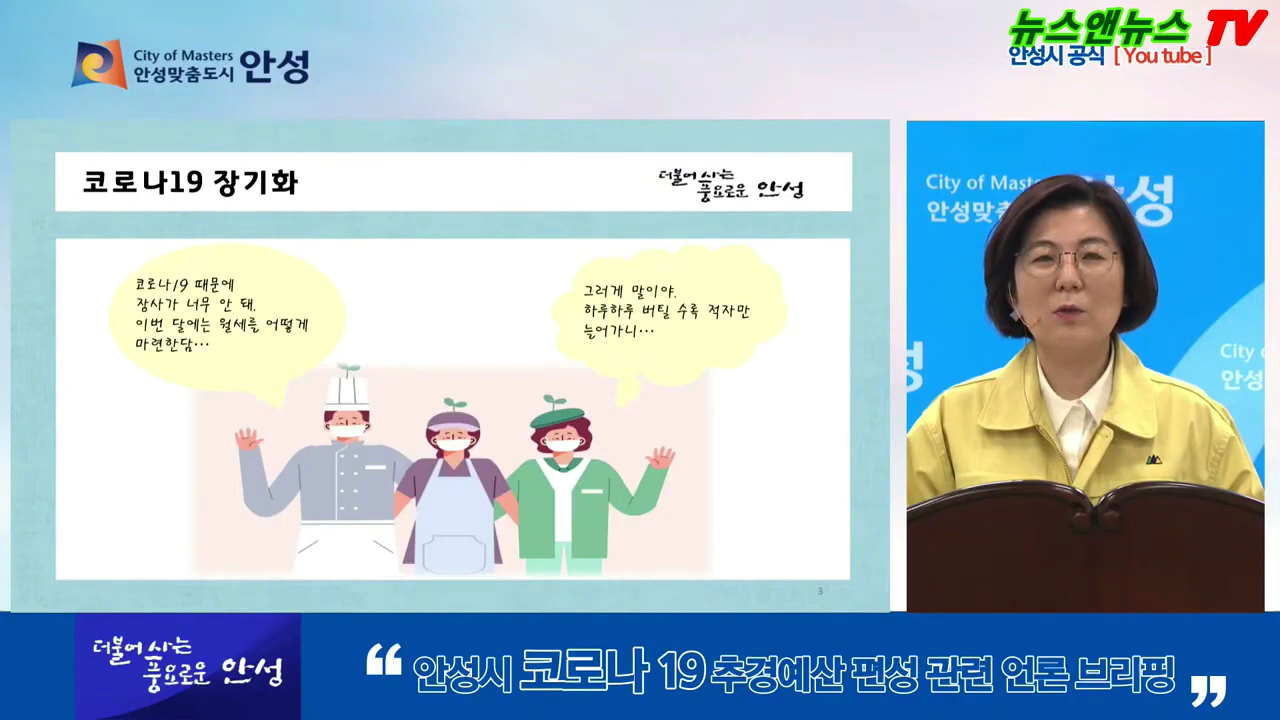 뉴스앤뉴스 TV
안성시 공식 [You tube]
City of Masters
안성맞춤도시 안성
코로나19 장기화
더불어 사는
풍요로운 안성
코로나19 때문에
장사가 너무 안 돼.
이번 달에는 월세를 어떻게
마련한담…
그러게 말이야.
하루하루 버틸 수록 적자만
늘어가니…
3
City of Maste
안성맞
성
성
City
안성
더불어 사는
풍요로운 안성
“ 안성시 코로나 19 추경예산 편성 관련 언론 브리핑 ”